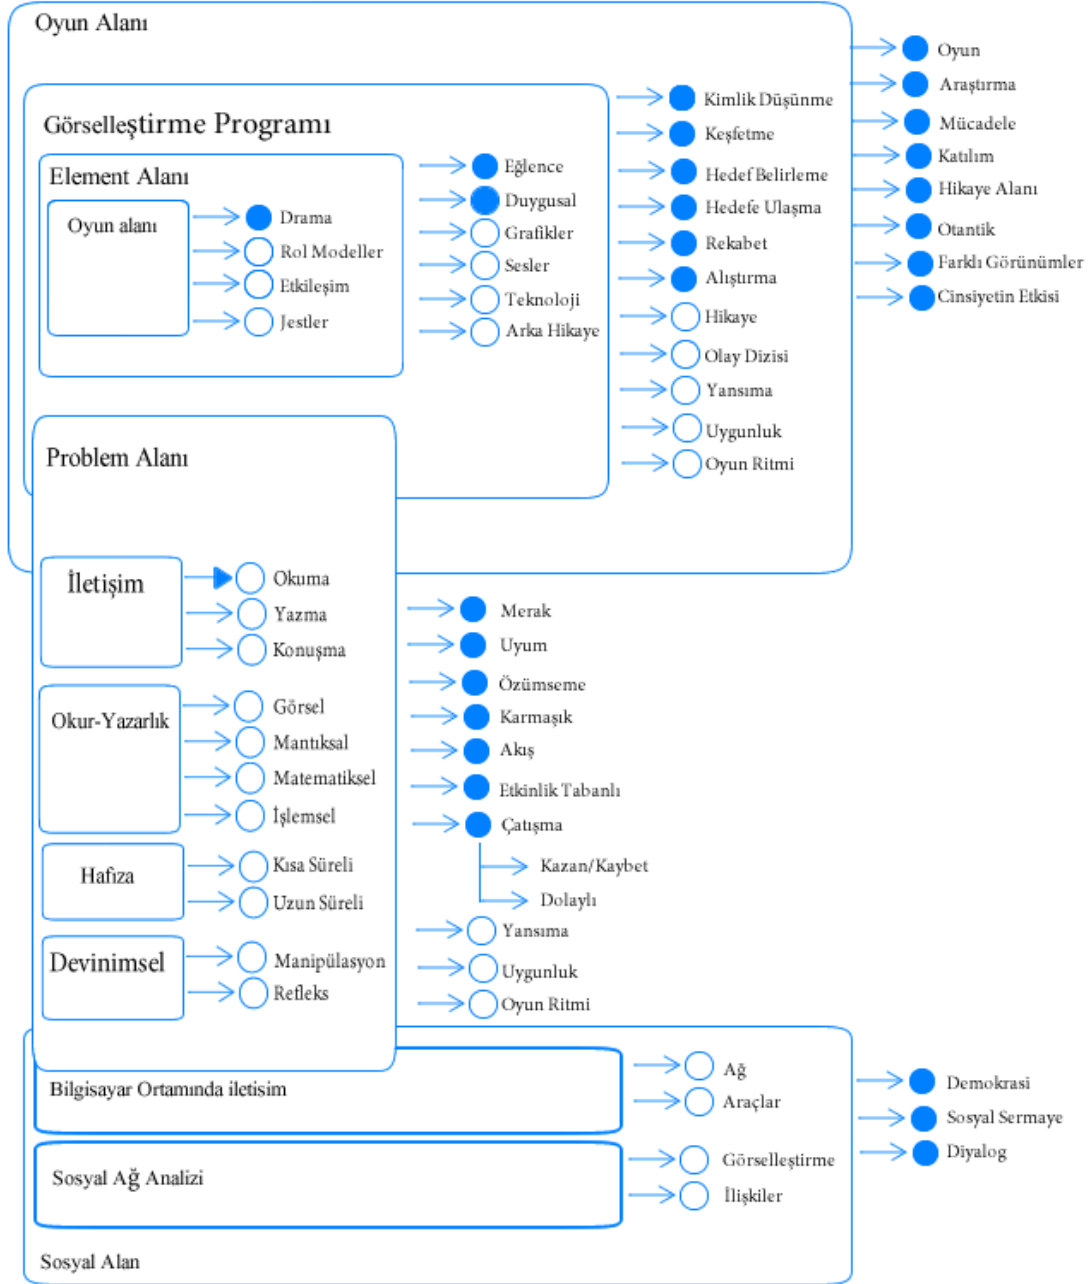 Oyun Alanı
Oyun
Araştırma
Mücadele
Katılım
Hikaye Alanı
Otantik
Farklı Görünümler
Cinsiyetin Etkisi
Görselleştirme Programı
Kimlik Düşünme
Keşfetme
Hedef Belirleme
Hedefe Ulaşma
Rekabet
Alıştırma
Hikaye
Olay Dizisi
Yansıma
Uygunluk
Oyun Ritmi
Element Alanı
Eğlence
Duygusal
Grafikler
Sesler
Teknoloji
Arka Hikaye
Oyun alanı
Drama
Rol Modeller
Etkileşim
Jestler
Problem Alanı
İletişim
Okuma
Yazma
Konuşma
Okur-Yazarlık
Görsel
Mantıksal
Matematiksel
İşlemsel
Hafıza
Kısa Süreli
Uzun Süreli
Devinimsel
Manipülasyon
Refleks
Merak
Uyum
Özümseme
Karmaşık
Akış
Etkinlik Tabanlı
Çatışma
Kazan/Kaybet
Dolaylı
Yansıma
Uygunluk
Oyun Ritmi
Bilgisayar Ortamında iletisim
Ağ
Araçlar
Sosyal Ağ Analizi
Görselleştirme
İlişkiler
Demokrasi
Sosyal Sermaye
Diyalog
Sosyal Alan